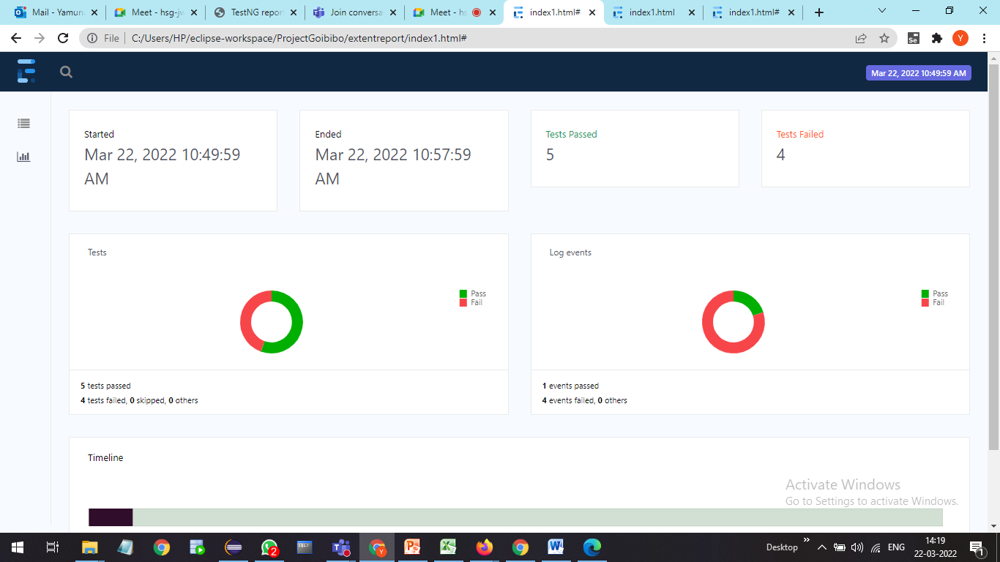 Mail - Yamun
Meet - hsg-jw
TestNG repor
Join conversa
Meet - hs
index1.html#
index1.html
index1.html#
File
C:/Users/HP/eclipse-workspace/ProjectGoibibo/extentreport/index1.html#
Se
Y
Mar 22, 2022 10:49:59 AM
Started
Mar 22, 2022 10:49:59
AM
Ended
Mar 22, 2022 10:57:59
AM
Tests Passed
5
Tests Failed
4
Tests
Pass
Fail
5 tests passed
4 tests failed, 0 skipped, 0 others
Log events
Pass
Fail
1 events passed
4 events failed, 0 others
Timeline
Activate Windows
Go to Settings to activate Windows.
2
SQL
Y
Desktop
ENG
14:19
22-03-2022
1